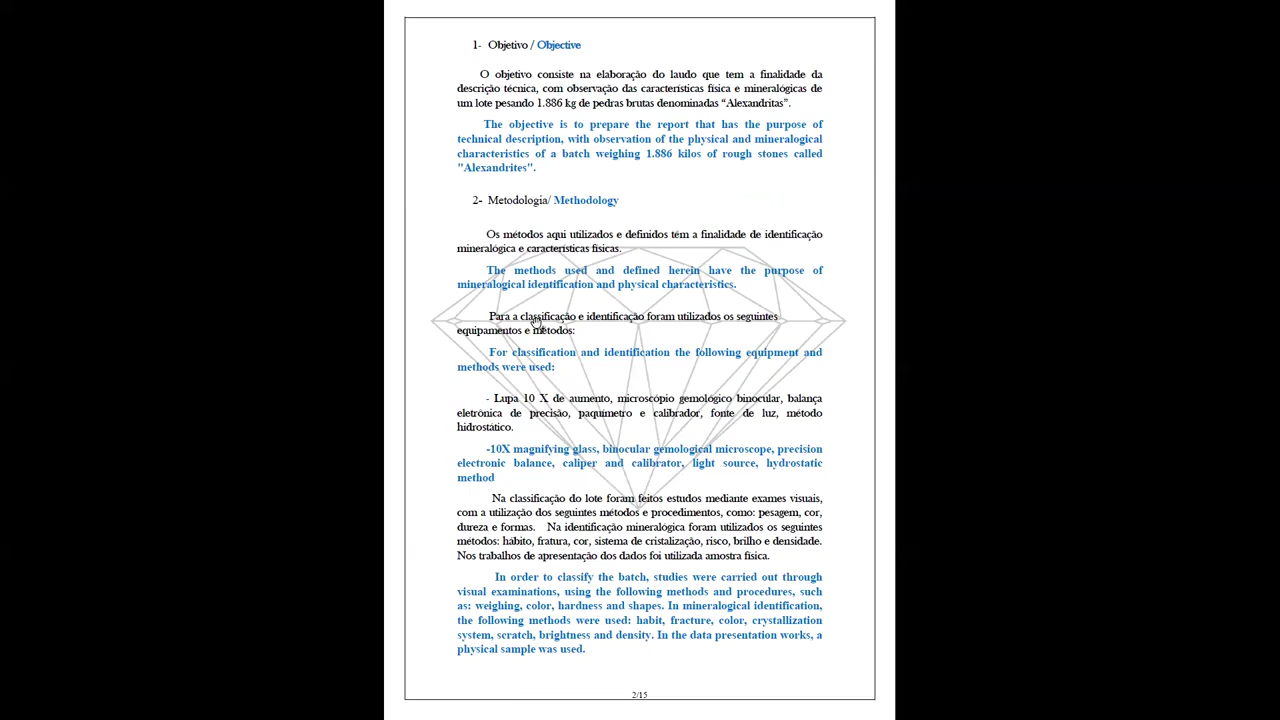 1- Objetivo / Objective
O objetivo consiste na elaboração do laudo que tem a finalidade da
descrição técnica, com observação das características física e mineralógicas de
um lote pesando 1.886 kg de pedras brutas denominadas “Alexandritas”.
The objective is to prepare the report that has the purpose of
technical description, with observation of the physical and mineralogical
characteristics of a batch weighing 1.886 kilos of rough stones called
"Alexandrites".
2- Metodologia/ Methodology
Os métodos aqui utilizados e definidos têm a finalidade de identificação
mineralógica e características físicas.
The methods used and defined herein have the purpose of
mineralogical identification and physical characteristics.
Para a classificação e identificação foram utilizados os seguintes
equipamentos e métodos:
For classification and identification the following equipment and
methods were used:
- Lupa 10 X de aumento, microscópio gemológico binocular, balança
eletrônica de precisão, paquímetro e calibrador, fonte de luz, método
hidrostático.
-10X magnifying glass, binocular gemological microscope, precision
electronic balance, caliper and calibrator, light source, hydrostatic
method
Na classificação do lote foram feitos estudos mediante exames visuais,
com a utilização dos seguintes métodos e procedimentos, como: pesagem, cor,
dureza e formas. Na identificação mineralógica foram utilizados os seguintes
métodos: hábito, fratura, cor, sistema de cristalização, risco, brilho e densidade.
Nos trabalhos de apresentação dos dados foi utilizada amostra física.
In order to classify the batch, studies were carried out through
visual examinations, using the following methods and procedures, such
as: weighing, color, hardness and shapes. In mineralogical identification,
the following methods were used: habit, fracture, color, crystallization
system, scratch, brightness and density. In the data presentation works, a
physical sample was used.
2/15